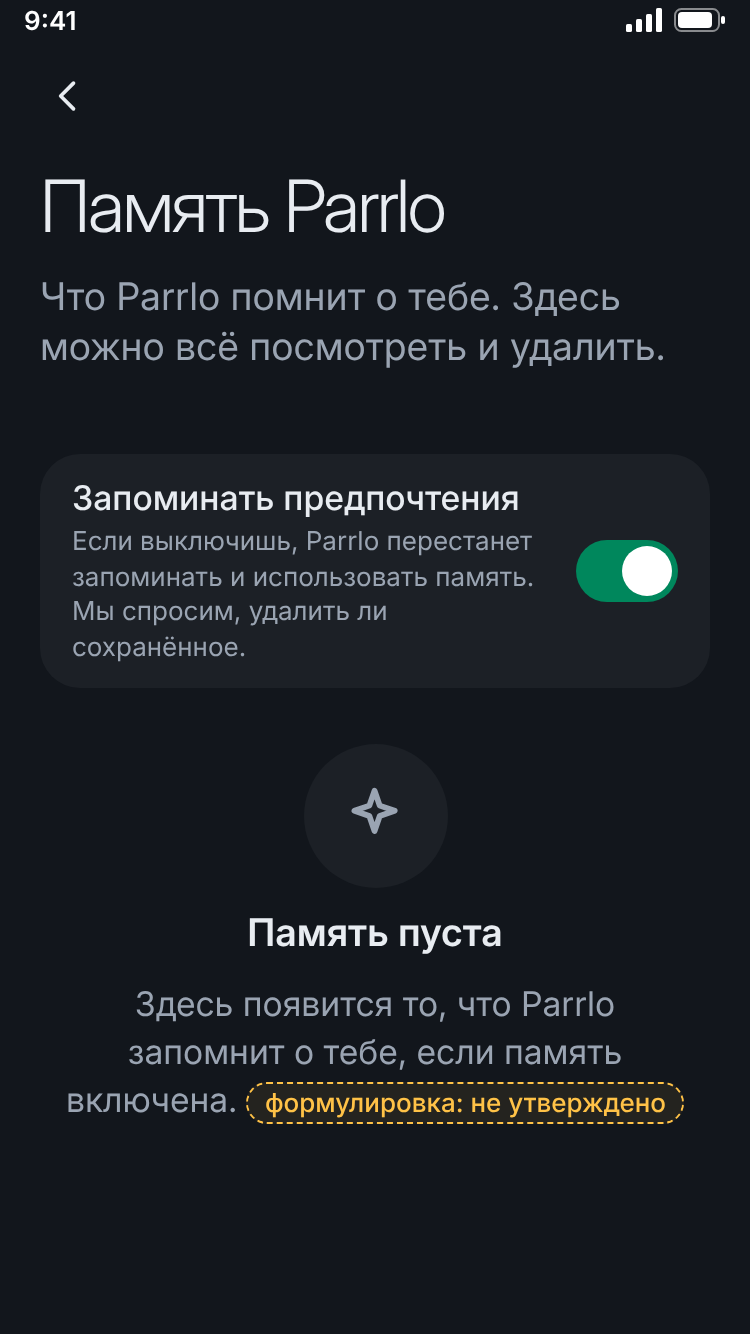 9:41
Память Parrlo
Что Parrlo помнит о тебе. Здесь
можно всё посмотреть и удалить.
Запоминать предпочтения
Если выключишь, Parrlo перестанет
запоминать и использовать память.
Мы спросим, удалить ли
сохранённое.
Память пуста
Здесь появится то, что Parrlo
запомнит о тебе, если память
включена. формулировка: не утверждено